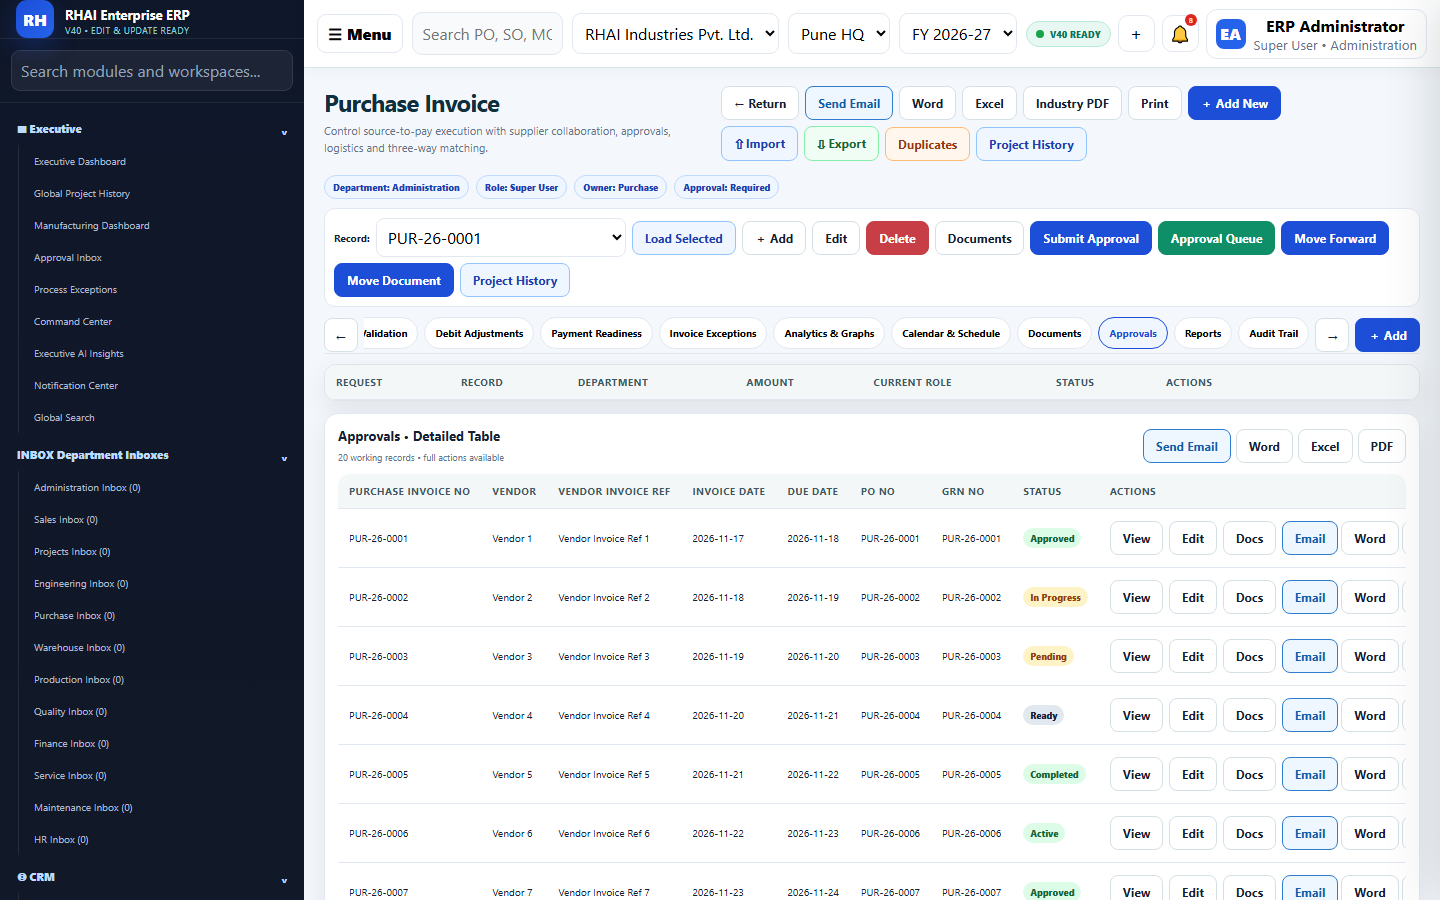 RH
RHAI Enterprise ERP
V40 • EDIT & UPDATE READY
Search modules and workspaces...
Executive
Executive Dashboard
Global Project History
Manufacturing Dashboard
Approval Inbox
Process Exceptions
Command Center
Executive AI Insights
Notification Center
Global Search
INBOX Department Inboxes
Administration Inbox (0)
Sales Inbox (0)
Projects Inbox (0)
Engineering Inbox (0)
Purchase Inbox (0)
Warehouse Inbox (0)
Production Inbox (0)
Quality Inbox (0)
Finance Inbox (0)
Service Inbox (0)
Maintenance Inbox (0)
HR Inbox (0)
CRM
☰ Menu
Search PO, SO, MC
RHAI Industries Pvt. Ltd.
Pune HQ
FY 2026-27
V40 READY
+
8
EA
ERP Administrator
Super User • Administration
Purchase Invoice
Control source-to-pay execution with supplier collaboration, approvals,
logistics and three-way matching.
← Return
Send Email
Word
Excel
Industry PDF
Print
+ Add New
⇧ Import
⇩ Export
Duplicates
Project History
Department: Administration
Role: Super User
Owner: Purchase
Approval: Required
Record:
PUR-26-0001
Load Selected
+ Add
Edit
Delete
Documents
Submit Approval
Approval Queue
Move Forward
Move Document
Project History
←
alidation
Debit Adjustments
Payment Readiness
Invoice Exceptions
Analytics & Graphs
Calendar & Schedule
Documents
Approvals
Reports
Audit Trail
→
+ Add
REQUEST RECORD DEPARTMENT AMOUNT CURRENT ROLE STATUS ACTIONS
Approvals • Detailed Table
20 working records • full actions available
Send Email
Word
Excel
PDF
PURCHASE INVOICE NO VENDOR VENDOR INVOICE REF INVOICE DATE DUE DATE PO NO GRN NO STATUS ACTIONS
PUR-26-0001 Vendor 1 Vendor Invoice Ref 1 2026-11-17 2026-11-18 PUR-26-0001 PUR-26-0001 Approved View Edit Docs Email Word
PUR-26-0002 Vendor 2 Vendor Invoice Ref 2 2026-11-18 2026-11-19 PUR-26-0002 PUR-26-0002 In Progress View Edit Docs Email Word
PUR-26-0003 Vendor 3 Vendor Invoice Ref 3 2026-11-19 2026-11-20 PUR-26-0003 PUR-26-0003 Pending View Edit Docs Email Word
PUR-26-0004 Vendor 4 Vendor Invoice Ref 4 2026-11-20 2026-11-21 PUR-26-0004 PUR-26-0004 Ready View Edit Docs Email Word
PUR-26-0005 Vendor 5 Vendor Invoice Ref 5 2026-11-21 2026-11-22 PUR-26-0005 PUR-26-0005 Completed View Edit Docs Email Word
PUR-26-0006 Vendor 6 Vendor Invoice Ref 6 2026-11-22 2026-11-23 PUR-26-0006 PUR-26-0006 Active View Edit Docs Email Word
PUR-26-0007 Vendor 7 Vendor Invoice Ref 7 2026-11-23 2026-11-24 PUR-26-0007 PUR-26-0007 Approved View Edit Docs Email Word